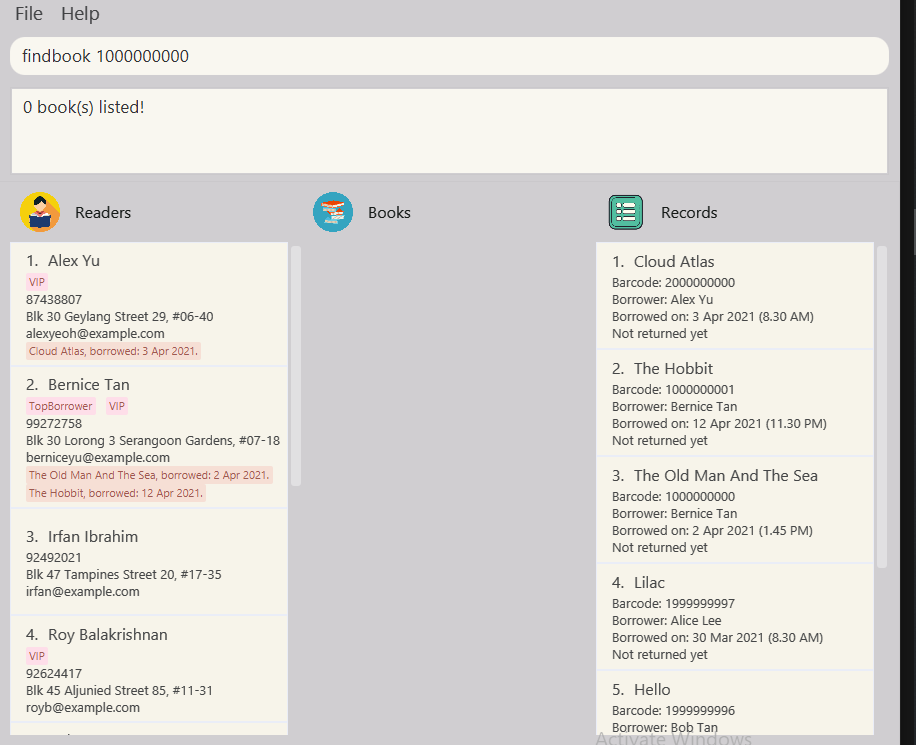 File Help
findbook 1000000000
0 book(s) listed!
Readers
Books
Records
1. Alex Yu
VIP
87438807
Blk 30 Geylang Street 29, #06-40
alexyeoh@example.com
Cloud Atlas, borrowed: 3 Apr 2021.
2. Bernice Tan
TopBorrower VIP
99272758
Blk 30 Lorong 3 Serangoon Gardens, #07-18
berniceyu@example.com
The Old Man And The Sea, borrowed: 2 Apr 2021.
The Hobbit, borrowed: 12 Apr 2021.
3. Irfan Ibrahim
92492021
Blk 47 Tampines Street 20, #17-35
irfan@example.com
4. Roy Balakrishnan
VIP
92624417
Blk 45 Aljunied Street 85, #11-31
royb@example.com
1. Cloud Atlas
Barcode: 2000000000
Borrower: Alex Yu
Borrowed on: 3 Apr 2021 (8.30 AM)
Not returned yet
2. The Hobbit
Barcode: 1000000001
Borrower: Bernice Tan
Borrowed on: 12 Apr 2021 (11.30 PM)
Not returned yet
3. The Old Man And The Sea
Barcode: 1000000000
Borrower: Bernice Tan
Borrowed on: 2 Apr 2021 (1.45 PM)
Not returned yet
4. Lilac
Barcode: 1999999997
Borrower: Alice Lee
Borrowed on: 30 Mar 2021 (8.30 AM)
Not returned yet
5. Hello
Barcode: 1999999996
Borrower: Bob Tan
Activate Windows